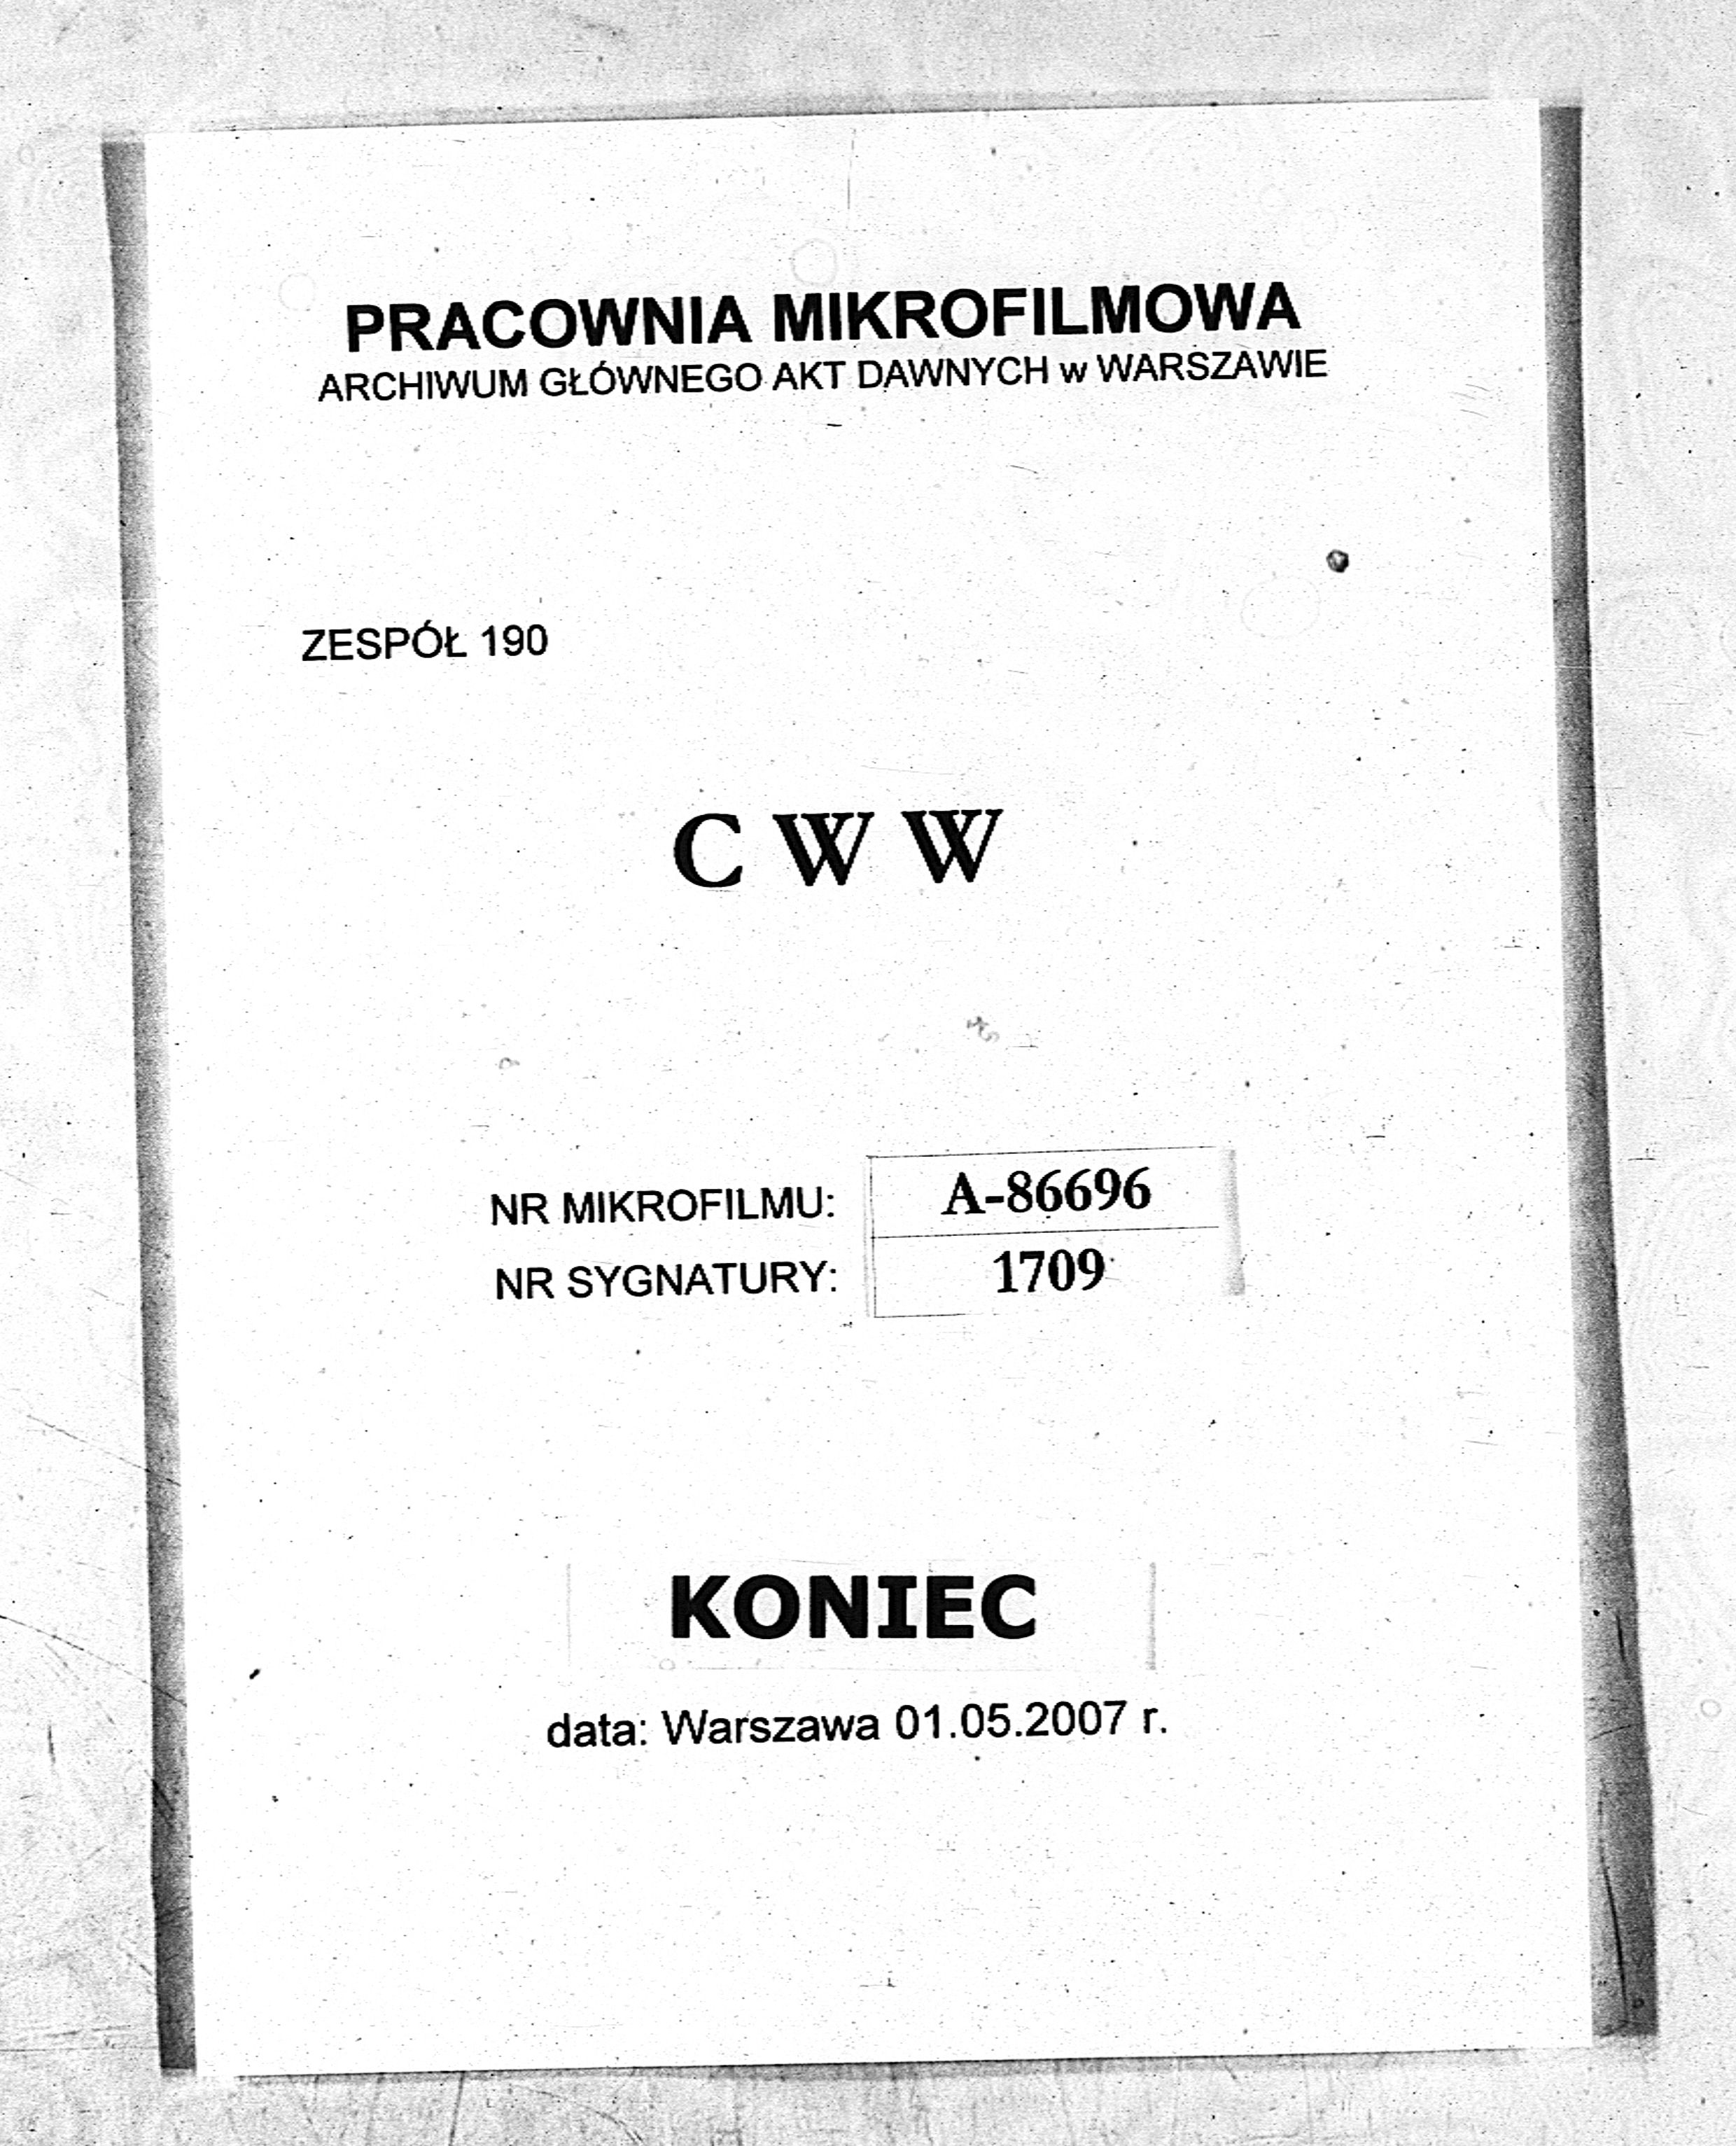 PRACOWNIA MIKROFILMOWA
ARCHIWUM GŁÓWNEGO AKT DAWNYCH w WARSZAWIE
ZESPÓŁ 190
C W W
NR MIKROFILMU: A-86696
NR SYGNATURY: 1709
KONIEC
data: Warszawa 01.05.2007 r.